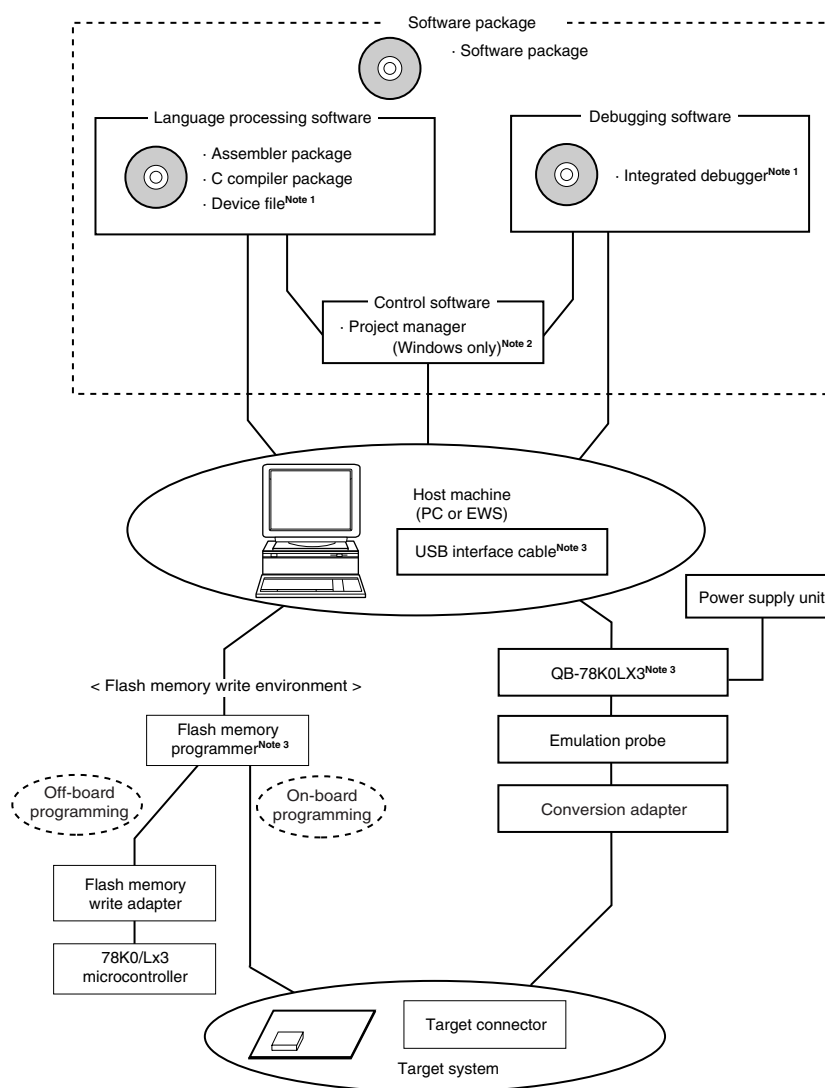 Software package
· Software package
Language processing software
· Assembler package
· C compiler package
· Device fileNote 1
Debugging software
· Integrated debuggerNote 1
Control software
· Project manager
(Windows only)Note 2
Host machine
(PC or EWS)
USB interface cableNote 3
Power supply unit
QB-78K0LX3Note 3
Emulation probe
Conversion adapter
< Flash memory write environment >
Flash memory
programmerNote 3
Off-board
programming
On-board
programming
Flash memory
write adapter
78K0/Lx3
microcontroller
Target connector
Target system